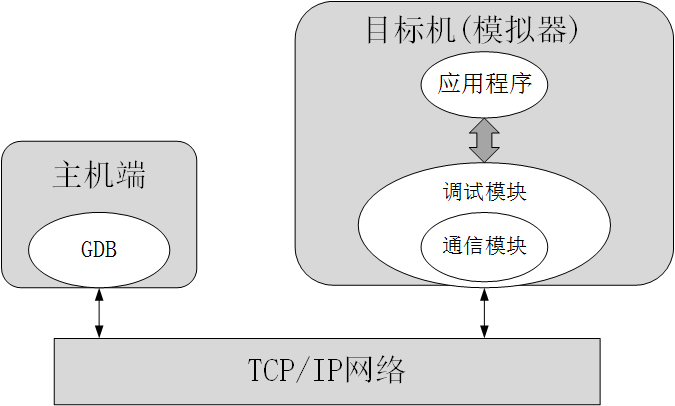 目标机(模拟器)
应用程序
调试模块
通信模块
主机端
GDB
TCP/IP网络